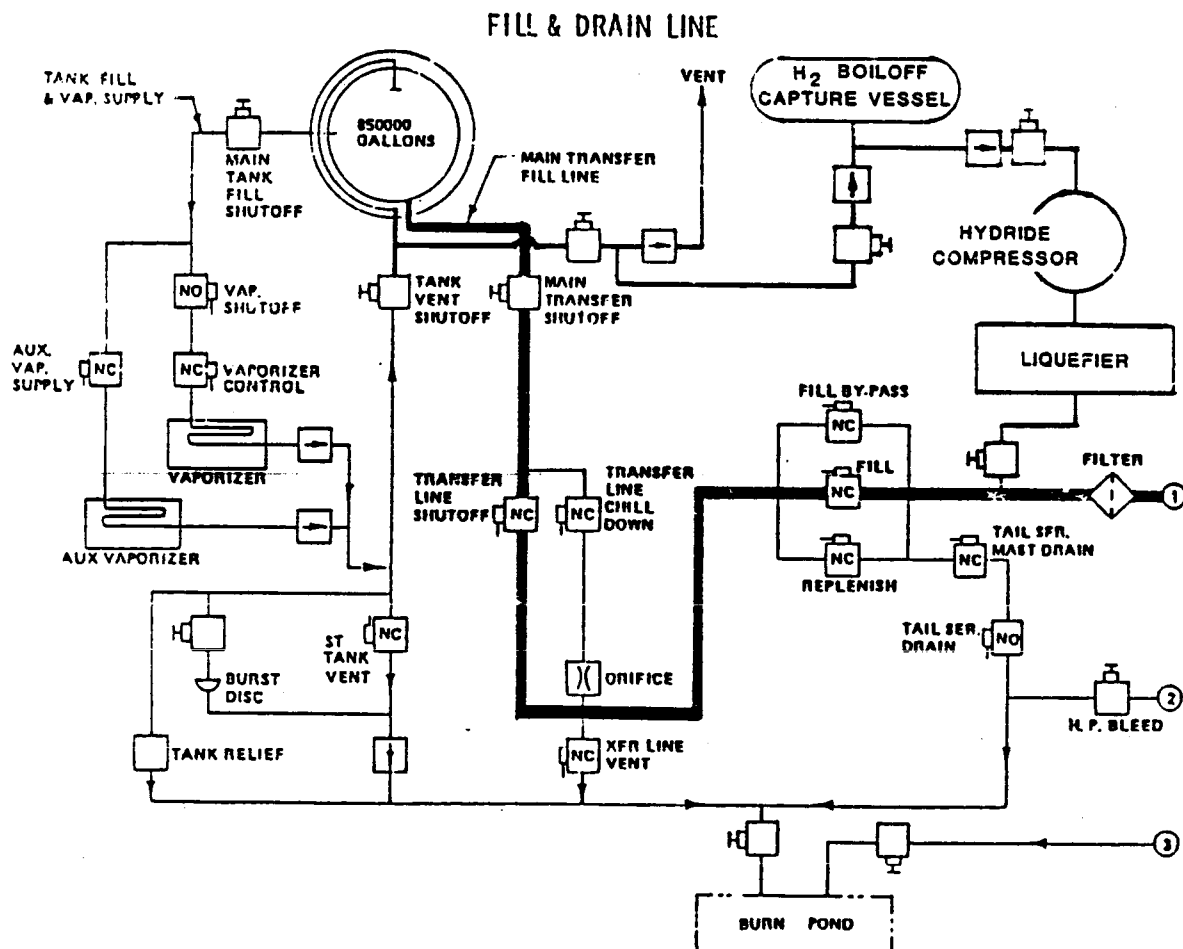 FILL & DRAIN LINE
TANK FILL
& VAP. SUPPLY
850000
GALLONS
VENT
H2 BOILOFF
CAPTURE VESSEL
MAIN
TANK
FILL
SHUTOFF
MAIN TRANSFER
FILL LINE
HYDRIDE
COMPRESSOR
NO
VAP.
SHUTOFF
TANK
VENT
SHUTOFF
MAIN
TRANSFER
SHUTOFF
AUX.
VAP.
SUPPLY
NC
NC
VAPORIZER
CONTROL
LIQUEFIER
FILL BY-PASS
NC
VAPORIZER
TRANSFER
LINE
SHUTOFF
NC
NC
TRANSFER
LINE
CHILL
DOWN
FILL
NC
FILTER
1
AUX VAPORIZER
NC
REPLENISH
NC
TAIL SFR.
MAST DRAIN
ST
TANK
VENT
NC
TAIL SER.
DRAIN
NO
BURST
DISC
ORIFICE
H. P. BLEED
2
TANK RELIEF
NC
XFR LINE
VENT
3
BURN POND